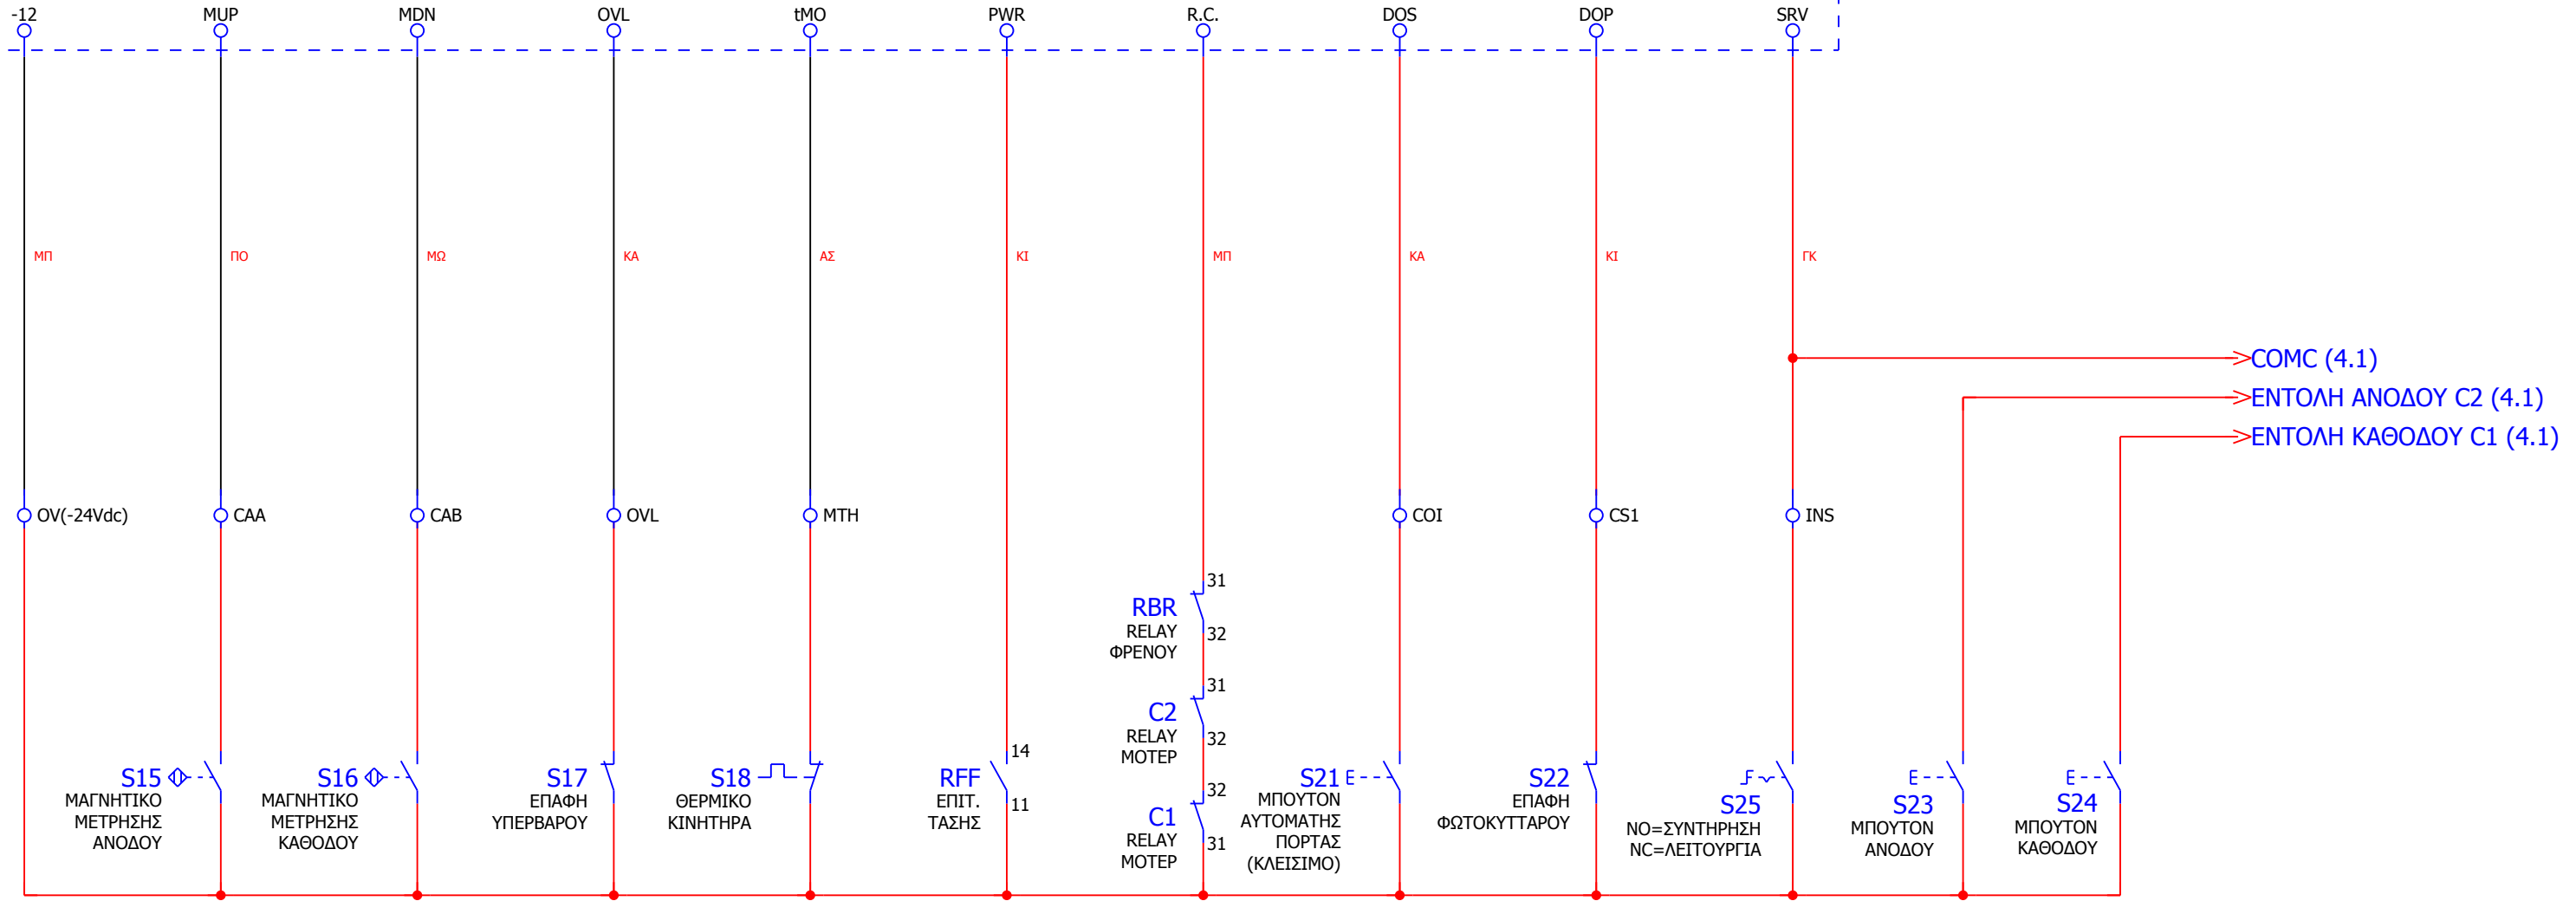 -12 MUP MDN OVL tMO PWR R.C. DOS DOP SRV
ΜΠ ΠΟ ΜΩ ΚΑ ΑΣ ΚΙ ΜΠ ΚΑ ΚΙ ΓΚ
COMC (4.1)
ΕΝΤΟΛΗ ΑΝΟΔΟΥ C2 (4.1)
ΕΝΤΟΛΗ ΚΑΘΟΔΟΥ C1 (4.1)
OV(-24Vdc) CAA CAB OVL MTH COI CS1 INS
31
RBR
RELAY
ΦΡΕΝΟΥ
32
31
C2
RELAY
ΜΟΤΕΡ
32
32
C1
RELAY
ΜΟΤΕΡ
31
S15
ΜΑΓΝΗΤΙΚΟ
ΜΕΤΡΗΣΗΣ
ΑΝΟΔΟΥ
S16
ΜΑΓΝΗΤΙΚΟ
ΜΕΤΡΗΣΗΣ
ΚΑΘΟΔΟΥ
S17
ΕΠΑΦΗ
ΥΠΕΡΒΑΡΟΥ
S18
ΘΕΡΜΙΚΟ
ΚΙΝΗΤΗΡΑ
14
RFF
ΕΠΙΤ.
ΤΑΣΗΣ
11
S21
ΜΠΟΥΤΟΝ
ΑΥΤΟΜΑΤΗΣ
ΠΟΡΤΑΣ
(ΚΛΕΙΣΙΜΟ)
S22
ΕΠΑΦΗ
ΦΩΤΟΚΥΤΤΑΡΟΥ
S25
NO=ΣΥΝΤΗΡΗΣΗ
NC=ΛΕΙΤΟΥΡΓΙΑ
S23
ΜΠΟΥΤΟΝ
ΑΝΟΔΟΥ
S24
ΜΠΟΥΤΟΝ
ΚΑΘΟΔΟΥ